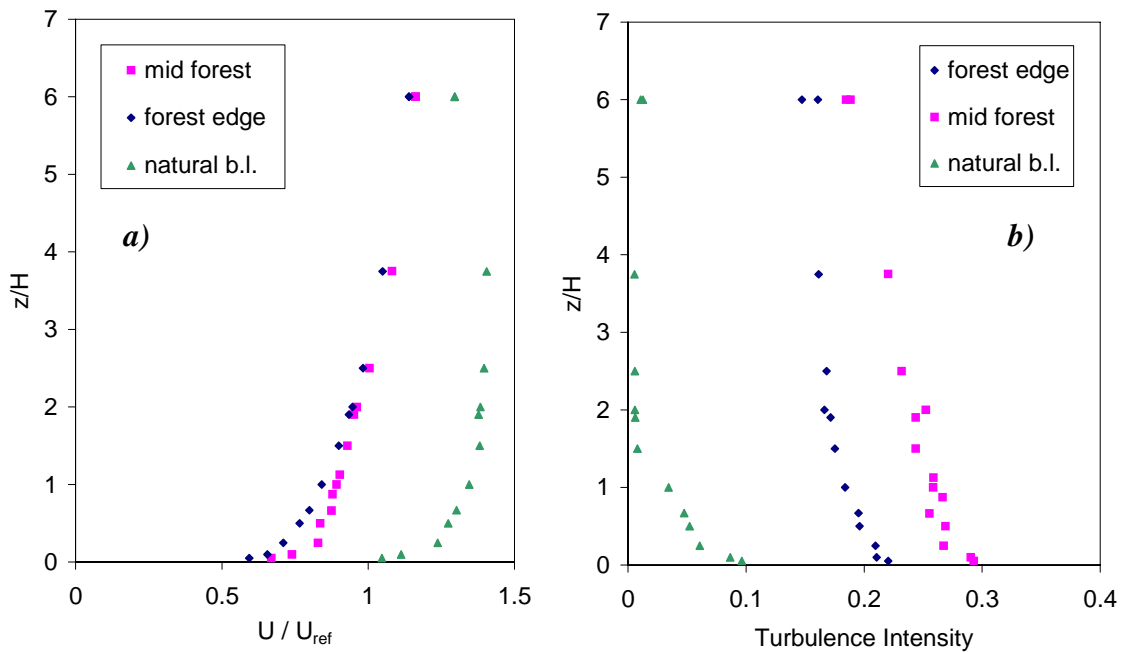 7
6
5
4
3
2
1
0
z/H
mid forest
forest edge
natural b.l.
a)
0
0.5
1
1.5
U / Uref
7
6
5
4
3
2
1
0
z/H
forest edge
mid forest
natural b.l.
b)
0
0.1
0.2
0.3
0.4
Turbulence Intensity